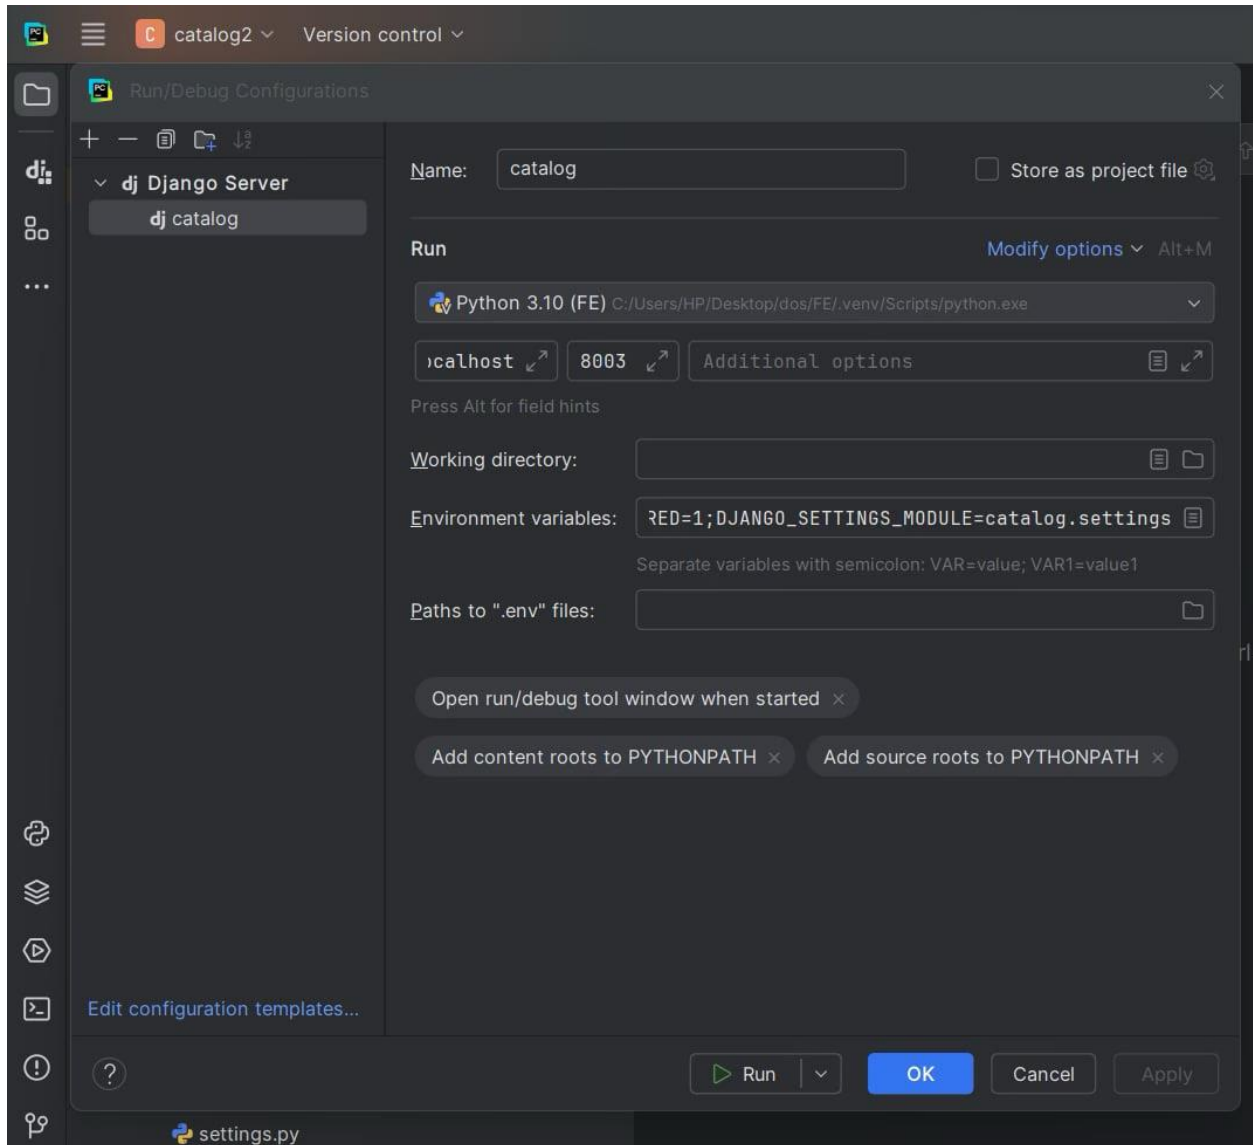 C catalog2 Version control
Run/Debug Configurations
Name: catalog Store as project file
dj Django Server
dj catalog
Run Modify options Alt+M
Python 3.10 (FE) C:/Users/HP/Desktop/dos/FE/.venv/Scripts/python.exe
ocalhost 8003 Additional options
Press Alt for field hints
Working directory:
Environment variables: RED=1;DJANGO_SETTINGS_MODULE=catalog.settings
Separate variables with semicolon: VAR=value; VAR1=value1
Paths to ".env" files:
Open run/debug tool window when started
Add content roots to PYTHONPATH Add source roots to PYTHONPATH
Edit configuration templates...
? Run OK Cancel Apply
settings.py